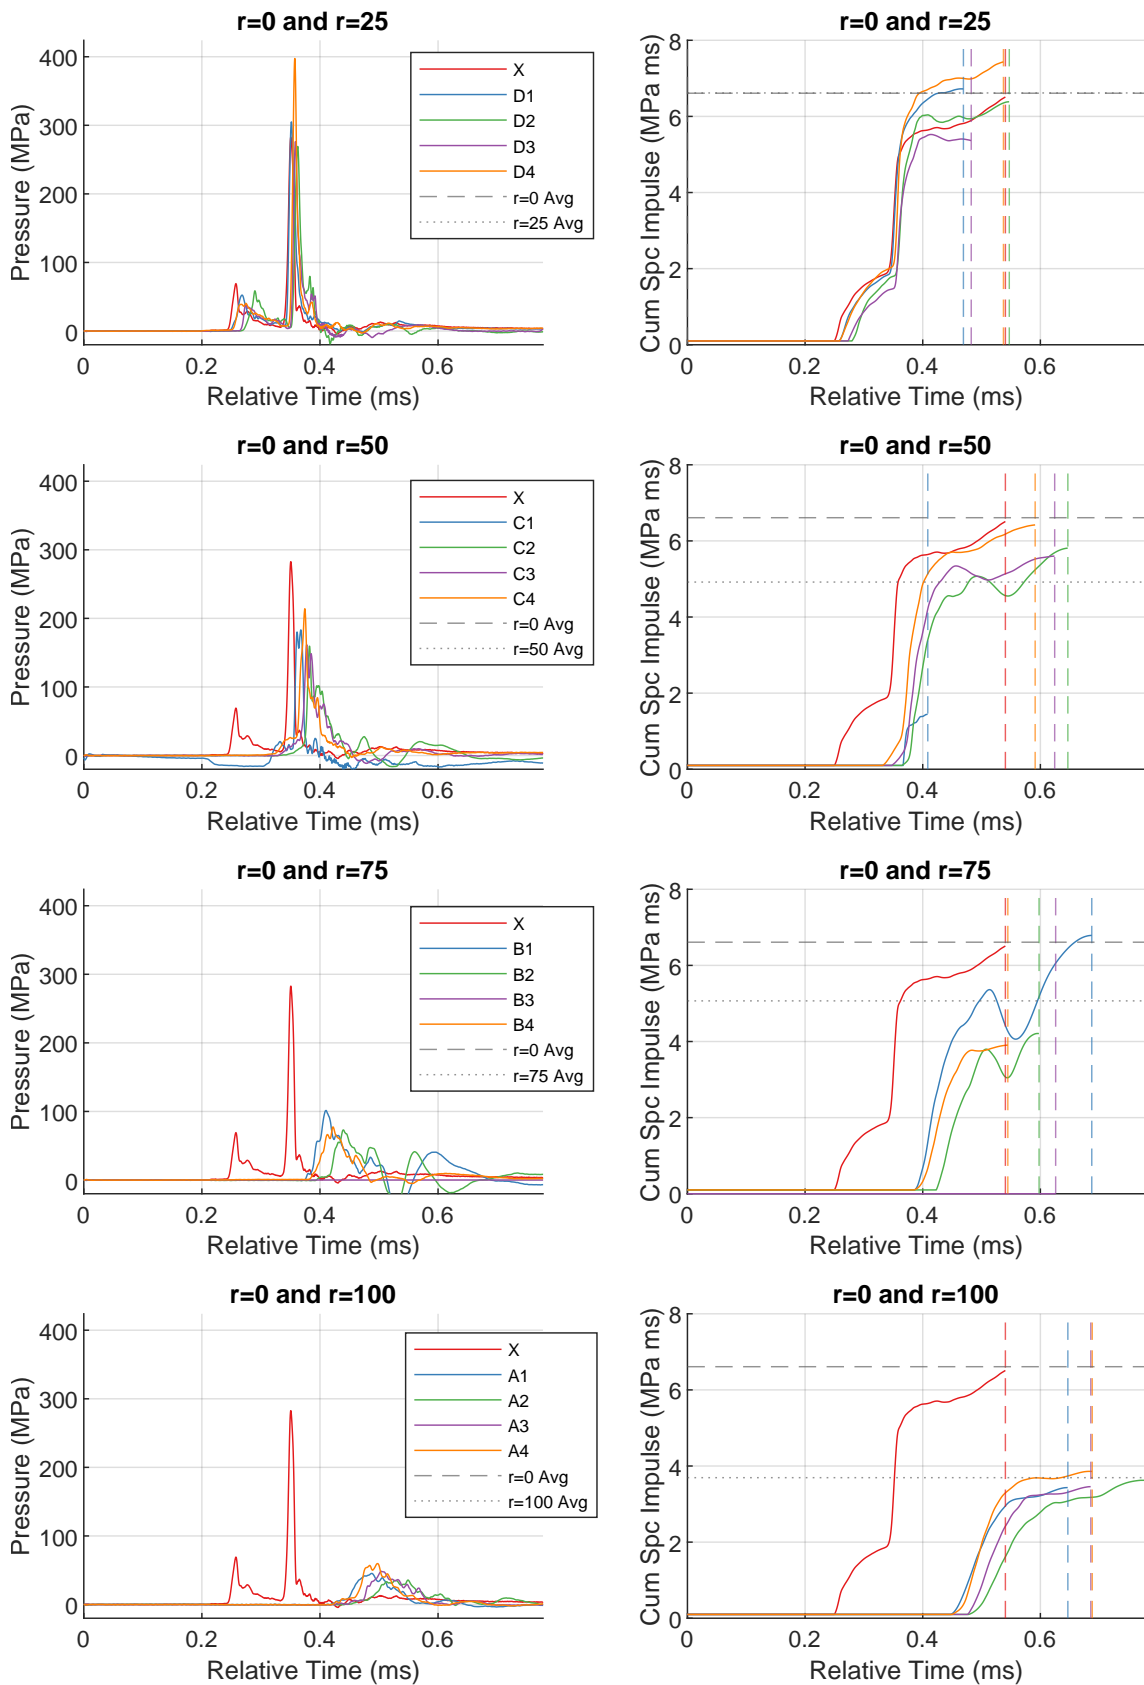 r=0 and r=25
Pressure (MPa)
400
300
200
100
0
0
0.2
0.4
0.6
Relative Time (ms)
X
D1
D2
D3
D4
r=0 Avg
r=25 Avg
r=0 and r=25
Cum Spc Impulse (MPa ms)
8
6
4
2
0
0
0.2
0.4
0.6
Relative Time (ms)
r=0 and r=50
Pressure (MPa)
400
300
200
100
0
0
0.2
0.4
0.6
Relative Time (ms)
X
C1
C2
C3
C4
r=0 Avg
r=50 Avg
r=0 and r=50
Cum Spc Impulse (MPa ms)
8
6
4
2
0
0
0.2
0.4
0.6
Relative Time (ms)
r=0 and r=75
Pressure (MPa)
400
300
200
100
0
0
0.2
0.4
0.6
Relative Time (ms)
X
B1
B2
B3
B4
r=0 Avg
r=75 Avg
r=0 and r=75
Cum Spc Impulse (MPa ms)
8
6
4
2
0
0
0.2
0.4
0.6
Relative Time (ms)
r=0 and r=100
Pressure (MPa)
400
300
200
100
0
0
0.2
0.4
0.6
Relative Time (ms)
X
A1
A2
A3
A4
r=0 Avg
r=100 Avg
r=0 and r=100
Cum Spc Impulse (MPa ms)
8
6
4
2
0
0
0.2
0.4
0.6
Relative Time (ms)